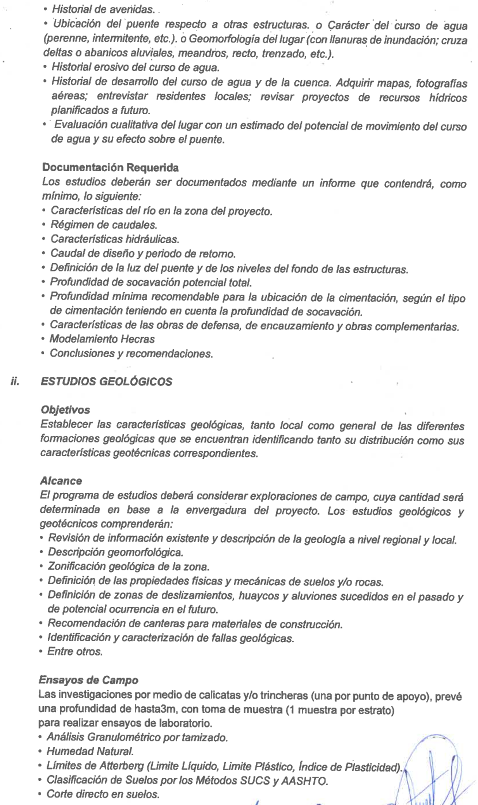 • Historial de avenidas.
• Ubicación del puente respecto a otras estructuras. o Carácter del curso de agua
(perenne, intermitente, etc.). o Geomorfología del lugar (con llanuras de inundación; cruza
deltas o abanicos aluviales, meandros, recto, trenzado, etc.).
• Historial erosivo del curso de agua.
• Historial de desarrollo del curso de agua y de la cuenca. Adquirir mapas, fotografías
aéreas; entrevistar residentes locales; revisar proyectos de recursos hídricos
planificados a futuro.
• Evaluación cualitativa del lugar con un estimado del potencial de movimiento del curso
de agua y su efecto sobre el puente.
Documentación Requerida
Los estudios deberán ser documentados mediante un informe que contendrá, como
mínimo, lo siguiente:
• Características del río en la zona del proyecto.
• Régimen de caudales.
• Características hidráulicas.
• Caudal de diseño y periodo de retorno.
• Definición de la luz del puente y de los niveles del fondo de las estructuras.
• Profundidad de socavación potencial total.
• Profundidad mínima recomendable para la ubicación de la cimentación, según el tipo
de cimentación teniendo en cuenta la profundidad de socavación.
• Características de las obras de defensa, de encauzamiento y obras complementarias.
• Modelamiento Hecras
• Conclusiones y recomendaciones.
ii. ESTUDIOS GEOLÓGICOS
Objetivos
Establecer las características geológicas, tanto local como general de las diferentes
formaciones geológicas que se encuentran identificando tanto su distribución como sus
características geotécnicas correspondientes.
Alcance
El programa de estudios deberá considerar exploraciones de campo, cuya cantidad será
determinada en base a la envergadura del proyecto. Los estudios geológicos y
geotécnicos comprenderán:
• Revisión de información existente y descripción de la geología a nivel regional y local.
• Descripción geomorfológica.
• Zonificación geológica de la zona.
• Definición de las propiedades físicas y mecánicas de suelos y/o rocas.
• Definición de zonas de deslizamientos, huaycos y aluviones sucedidos en el pasado y
de potencial ocurrencia en el futuro.
• Recomendación de canteras para materiales de construcción.
• Identificación y caracterización de fallas geológicas.
• Entre otros.
Ensayos de Campo
Las investigaciones por medio de calicatas y/o trincheras (una por punto de apoyo), prevé
una profundidad de hasta3m, con toma de muestra (1 muestra por estrato)
para realizar ensayos de laboratorio.
• Análisis Granulométrico por tamizado.
• Humedad Natural.
• Límites de Atterberg (Limite Líquido, Limite Plástico, Índice de Plasticidad).
• Clasificación de Suelos por los Métodos SUCS y AASHTO.
• Corte directo en suelos.